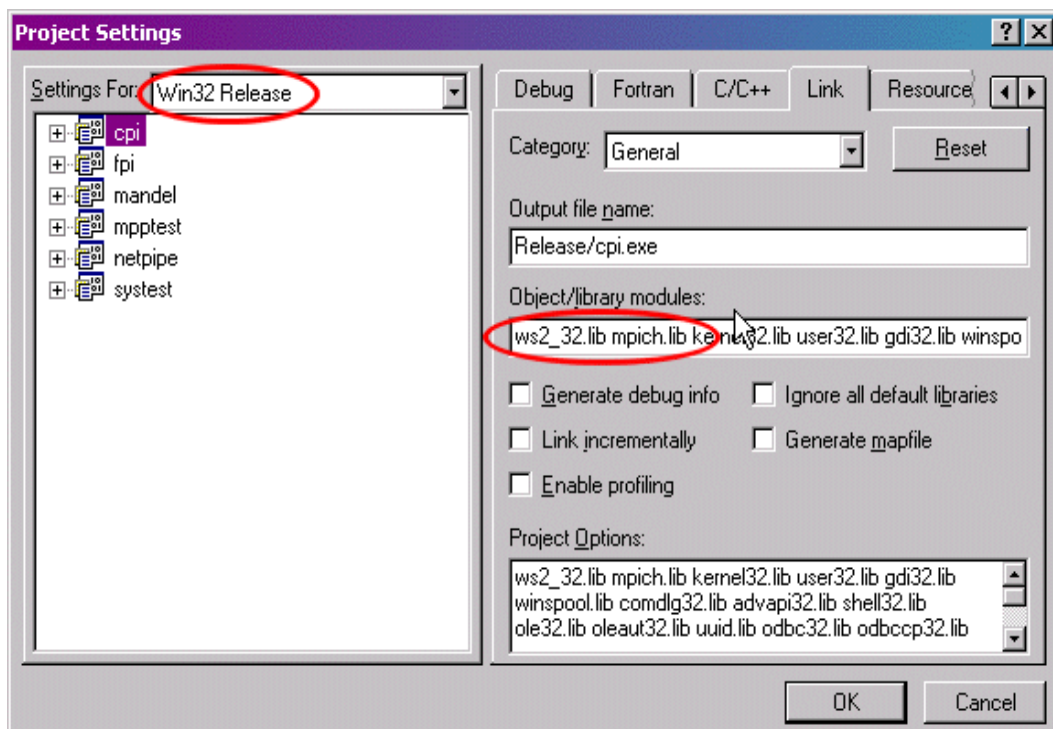 Project Settings
Settings For: Win32 Release
cpi
fpi
mandel
mpptest
netpipe
systest
Debug Fortran C/C++ Link Resource
Category: General Reset
Output file name:
Release/cpi.exe
Object/library modules:
ws2_32.lib mpich.lib kernel32.lib user32.lib gdi32.lib winspo
Generate debug info Ignore all default libraries
Link incrementally Generate mapfile
Enable profiling
Project Options:
ws2_32.lib mpich.lib kernel32.lib user32.lib gdi32.lib
winspool.lib comdlg32.lib advapi32.lib shell32.lib
ole32.lib oleaut32.lib uuid.lib odbc32.lib odbccp32.lib
OK Cancel